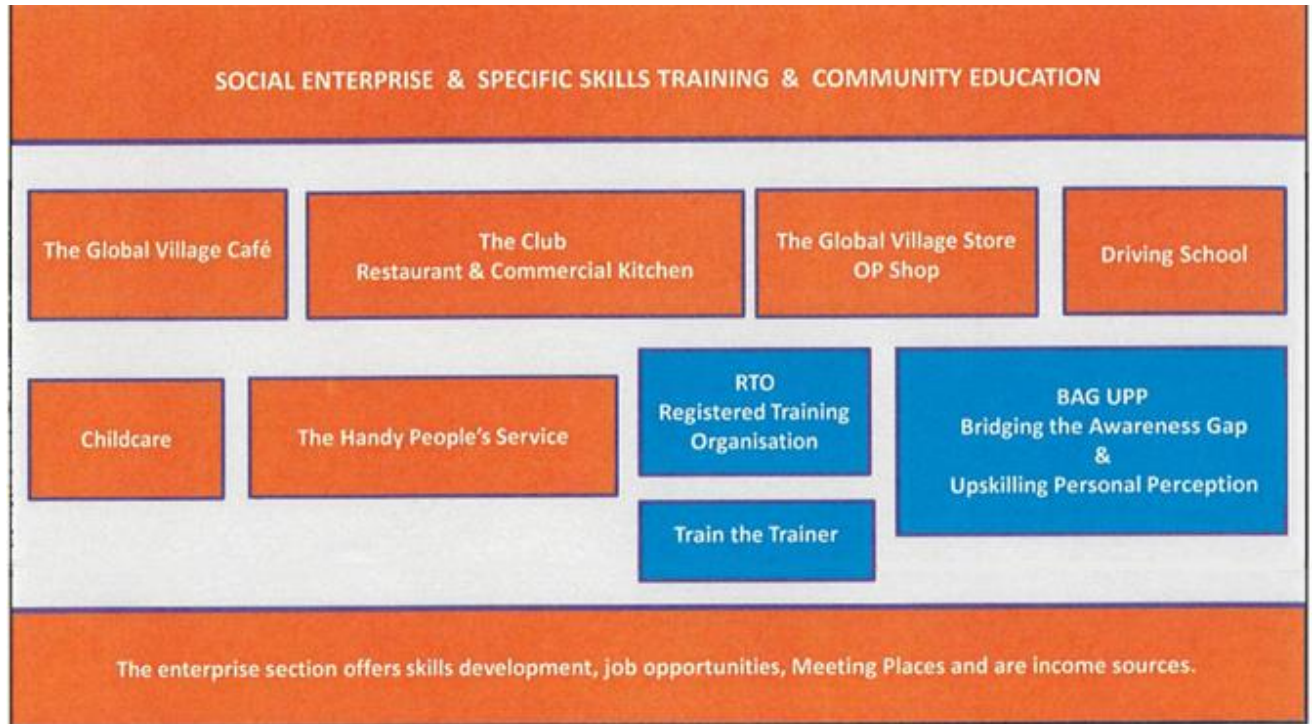 SOCIAL ENTERPRISE & SPECIFIC SKILLS TRAINING & COMMUNITY EDUCATION
The Global Village Café
The Club
Restaurant & Commercial Kitchen
The Global Village Store
OP Shop
Driving School
Childcare
The Handy People's Service
RTO
Registered Training
Organisation
Train the Trainer
BAG UPP
Bridging the Awareness Gap
&
Upskilling Personal Perception
The enterprise section offers skills development, job opportunities, Meeting Places and are income sources.